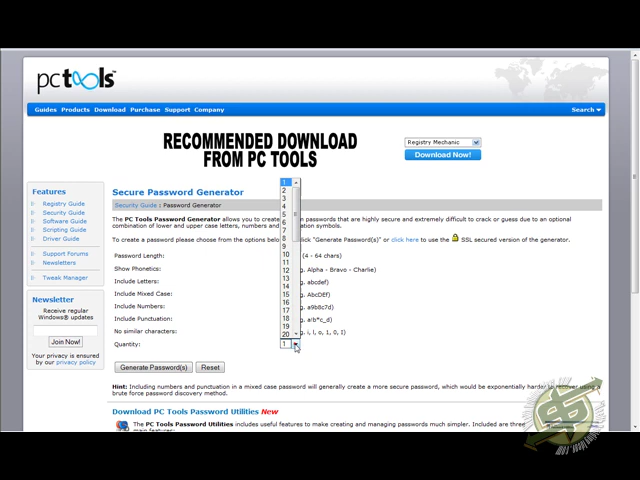 pctools
Guides Products Download Purchase Support Company Search
RECOMMENDED DOWNLOAD
FROM PC TOOLS
Registry Mechanic
Download Now!
Features
Registry Guide
Security Guide
Software Guide
Scripting Guide
Driver Guide
Support Forums
Newsletters
Tweak Manager
Newsletter
Receive regular
Windows® updates
Join Now!
Your privacy is ensured
by our privacy policy
Secure Password Generator
Security Guide : Password Generator
The PC Tools Password Generator allows you to create passwords that are highly secure and extremely difficult to crack or guess due to an optional
combination of lower and upper case letters, numbers and punctuation symbols.
To create a password please choose from the options below click "Generate Password(s)" or click here to use the SSL secured version of the generator.
Password Length: (4 - 64 chars)
Show Phonetics: g. Alpha - Bravo - Charlie)
Include Letters: g. abcdef)
Include Mixed Case: g. AbcDEf)
Include Numbers: g. a9b8c7d)
Include Punctuation: g. a!b*c_d)
No similar characters: g. i, l, o, 1, 0, I)
Quantity: 1
1
2
3
4
5
6
7
8
9
10
11
12
13
14
15
16
17
18
19
20
Generate Password(s) Reset
Hint: Including numbers and punctuation in a mixed case password will generally create a more secure password, which would be exponentially harder to recover using a
brute force password discovery method.
Download PC Tools Password Utilities New
The PC Tools Password Utilities includes useful features to make creating and managing passwords much simpler. Included are three